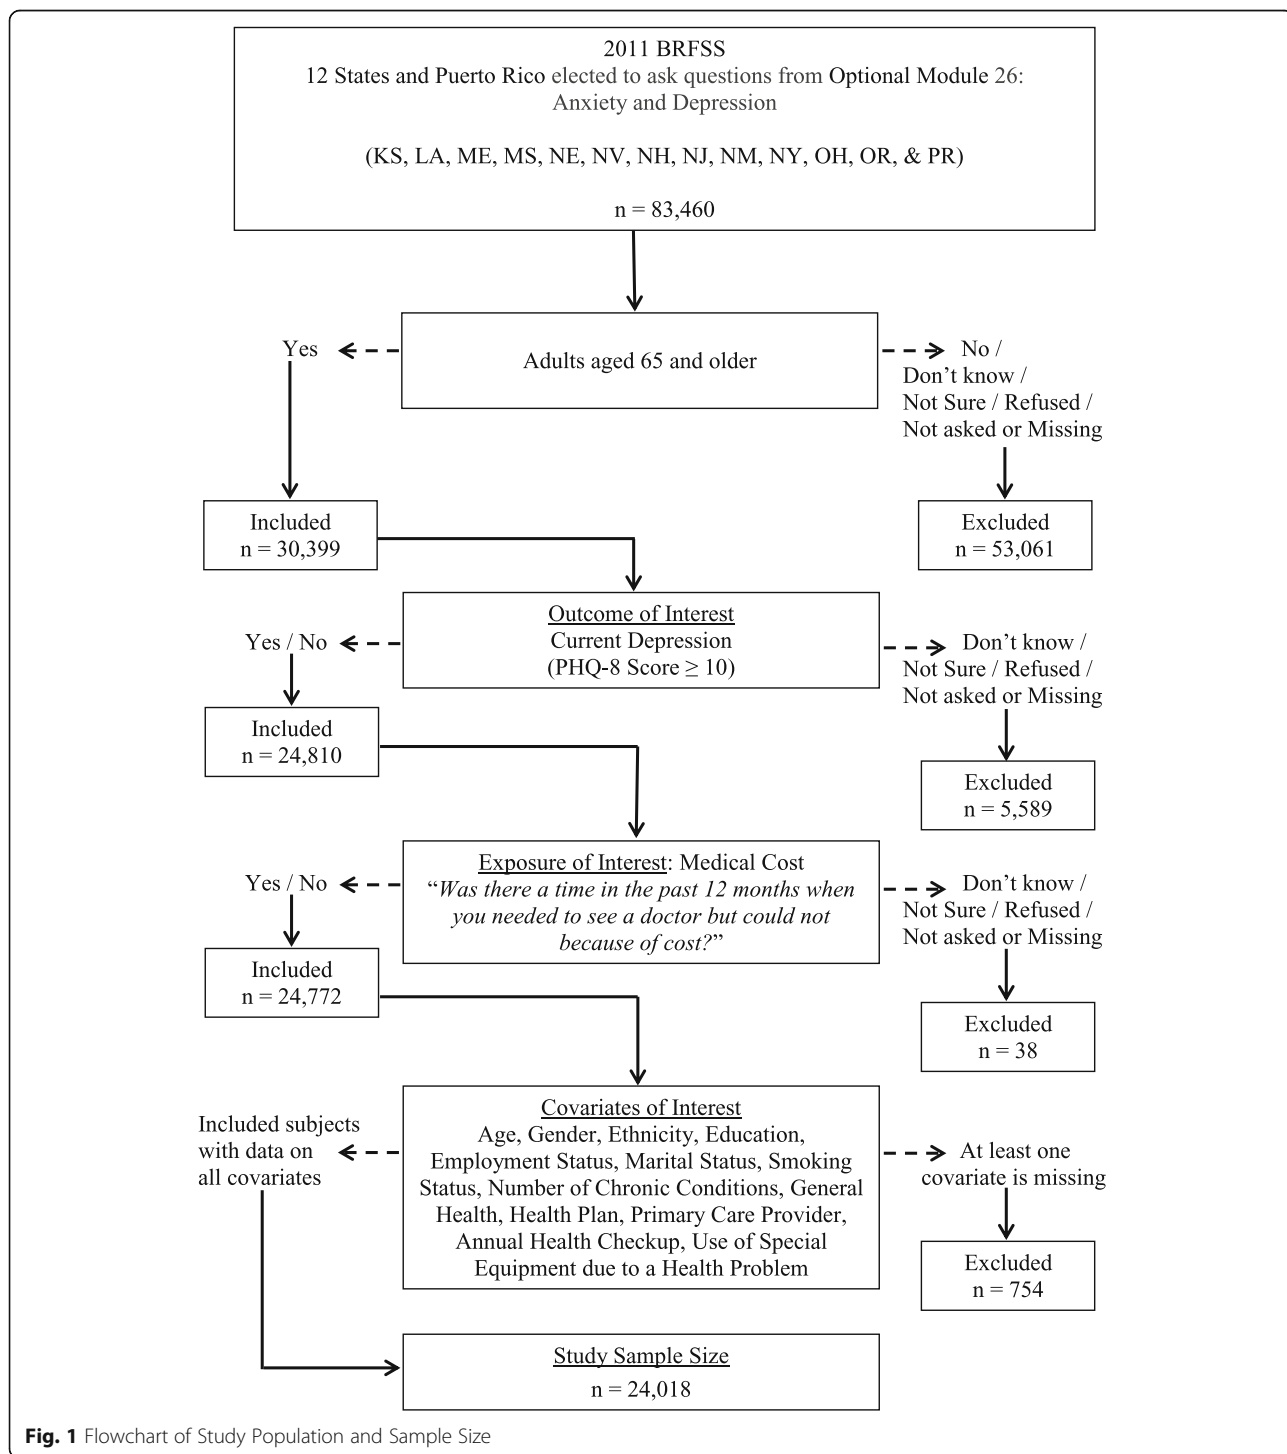 2011 BRFSS
12 States and Puerto Rico elected to ask questions from Optional Module 26:
Anxiety and Depression
(KS, LA, ME, MS, NE, NV, NH, NJ, NM, NY, OH, OR, & PR)
n = 83,460
Yes
Adults aged 65 and older
No /
Don't know /
Not Sure / Refused /
Not asked or Missing
Included
n = 30,399
Excluded
n = 53,061
Yes / No
Outcome of Interest
Current Depression
(PHQ-8 Score ≥ 10)
Don't know /
Not Sure / Refused /
Not asked or Missing
Included
n = 24,810
Excluded
n = 5,589
Yes / No
Exposure of Interest: Medical Cost
“Was there a time in the past 12 months when
you needed to see a doctor but could not
because of cost?”
Don't know /
Not Sure / Refused /
Not asked or Missing
Included
n = 24,772
Excluded
n = 38
Included subjects
with data on
all covariates
Covariates of Interest
Age, Gender, Ethnicity, Education,
Employment Status, Marital Status, Smoking
Status, Number of Chronic Conditions, General
Health, Health Plan, Primary Care Provider,
Annual Health Checkup, Use of Special
Equipment due to a Health Problem
At least one
covariate is missing
Excluded
n = 754
Study Sample Size
n = 24,018
Fig. 1 Flowchart of Study Population and Sample Size